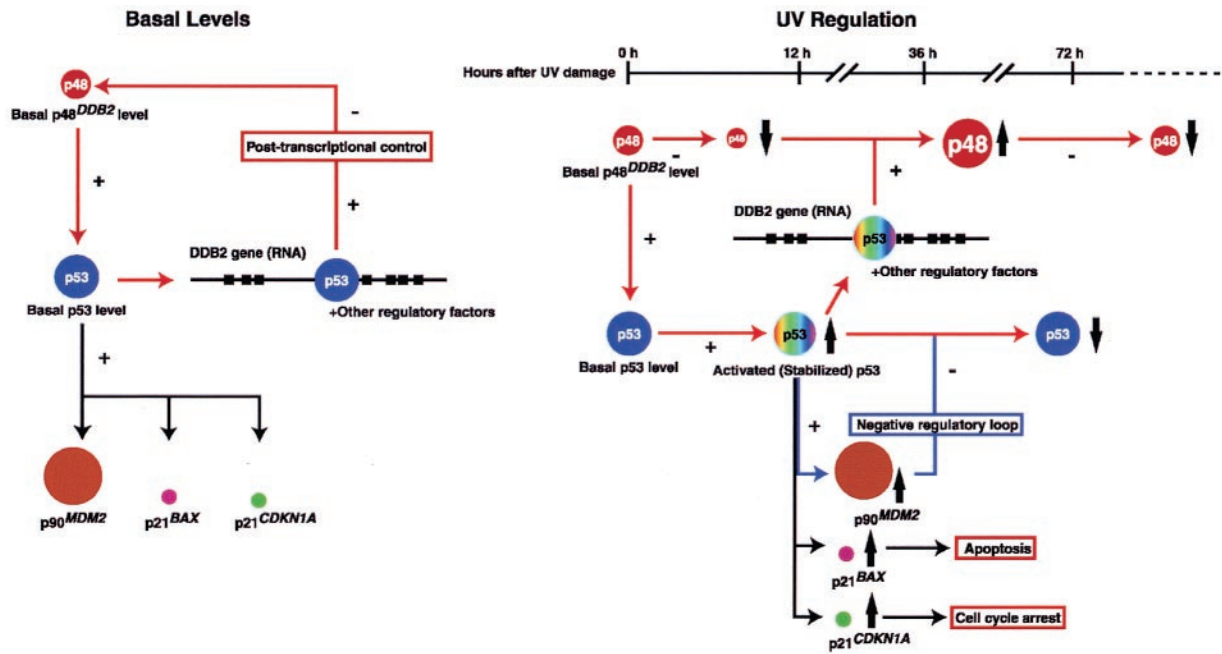 Basal Levels
p48
Basal p48DDB2 level
-
Post-transcriptional control
+
+
DDB2 gene (RNA)
p53
p53
Basal p53 level
+Other regulatory factors
+
p90MDM2
p21BAX
p21CDKN1A
UV Regulation
0 h
12 h
36 h
72 h
Hours after UV damage
p48
-
p48
p48
-
p48
Basal p48DDB2 level
+
DDB2 gene (RNA)
+
p53
+Other regulatory factors
p53
+
p53
p53
Basal p53 level
Activated (Stabilized) p53
-
+
Negative regulatory loop
p90MDM2
p21BAX
Apoptosis
p21CDKN1A
Cell cycle arrest